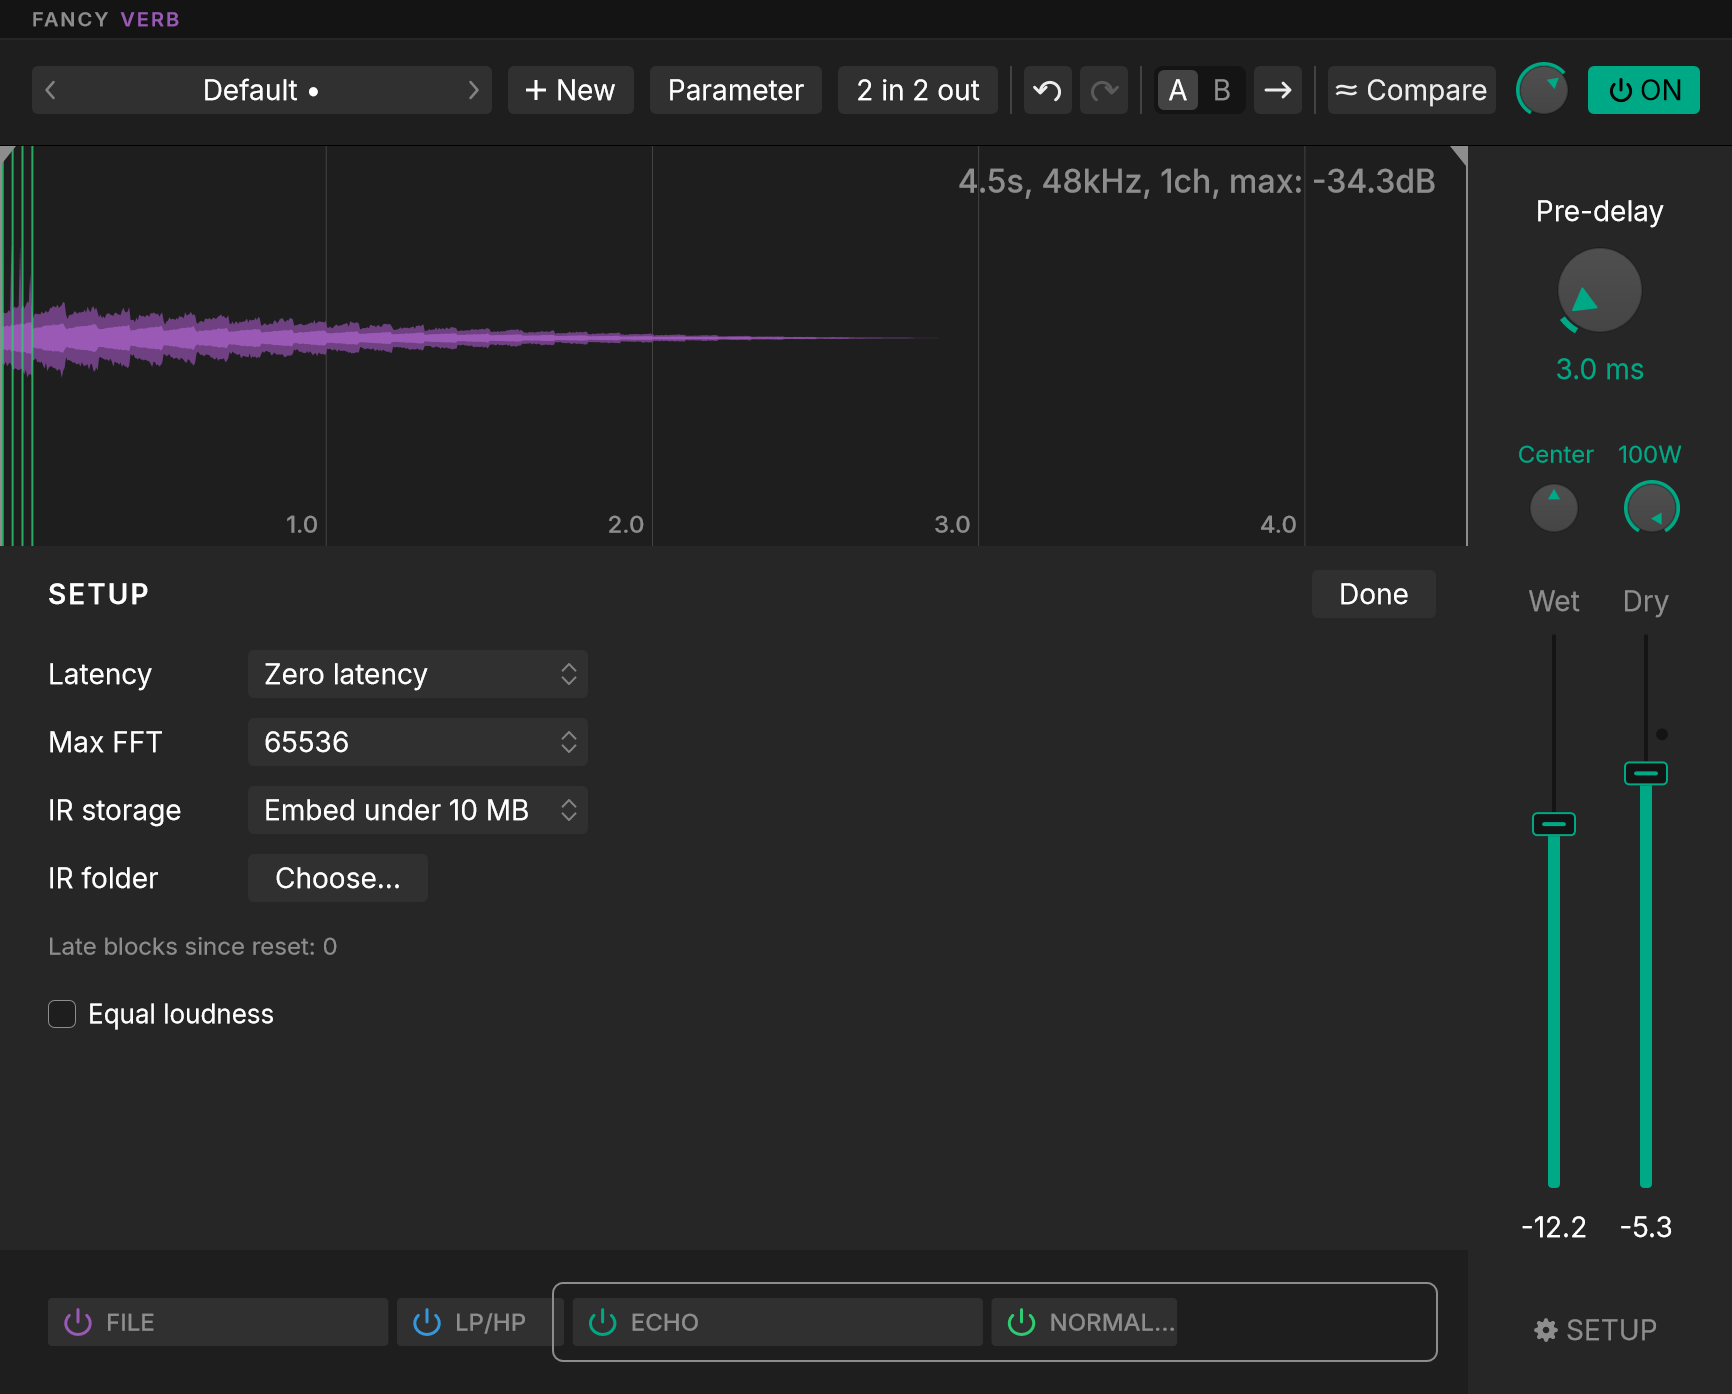 FANCY VERB
Default •
+ New
Parameter
2 in 2 out
A B
≈ Compare
ON
4.5s, 48kHz, 1ch, max: -34.3dB
1.0
2.0
3.0
4.0
Pre-delay
3.0 ms
Center
100W
Wet
Dry
-12.2
-5.3
SETUP
Done
Latency
Zero latency
Max FFT
65536
IR storage
Embed under 10 MB
IR folder
Choose...
Late blocks since reset: 0
Equal loudness
FILE
LP/HP
ECHO
NORMAL...
SETUP